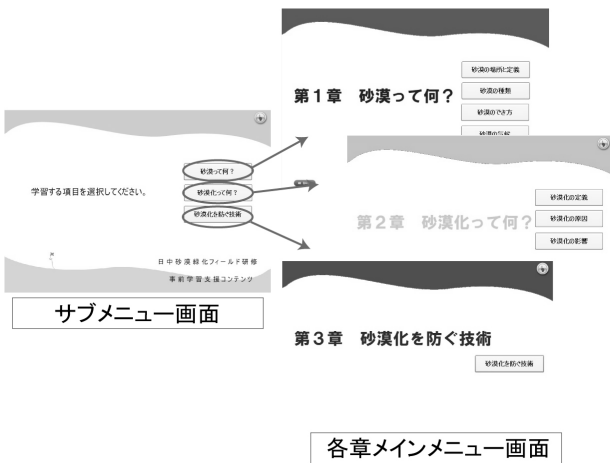 学習する項目を選択してください。
砂漠って何？
砂漠化って何？
砂漠化を防ぐ技術
日中砂漠緑化フィールド研修
事前学習支援コンテンツ
サブメニュー画面
第1章 砂漠って何？
砂漠の場所と定義
砂漠の種類
砂漠のでき方
砂漠の気候
第2章 砂漠化って何？
砂漠化の定義
砂漠化の原因
砂漠化の影響
第3章 砂漠化を防ぐ技術
砂漠化を防ぐ技術
各章メインメニュー画面